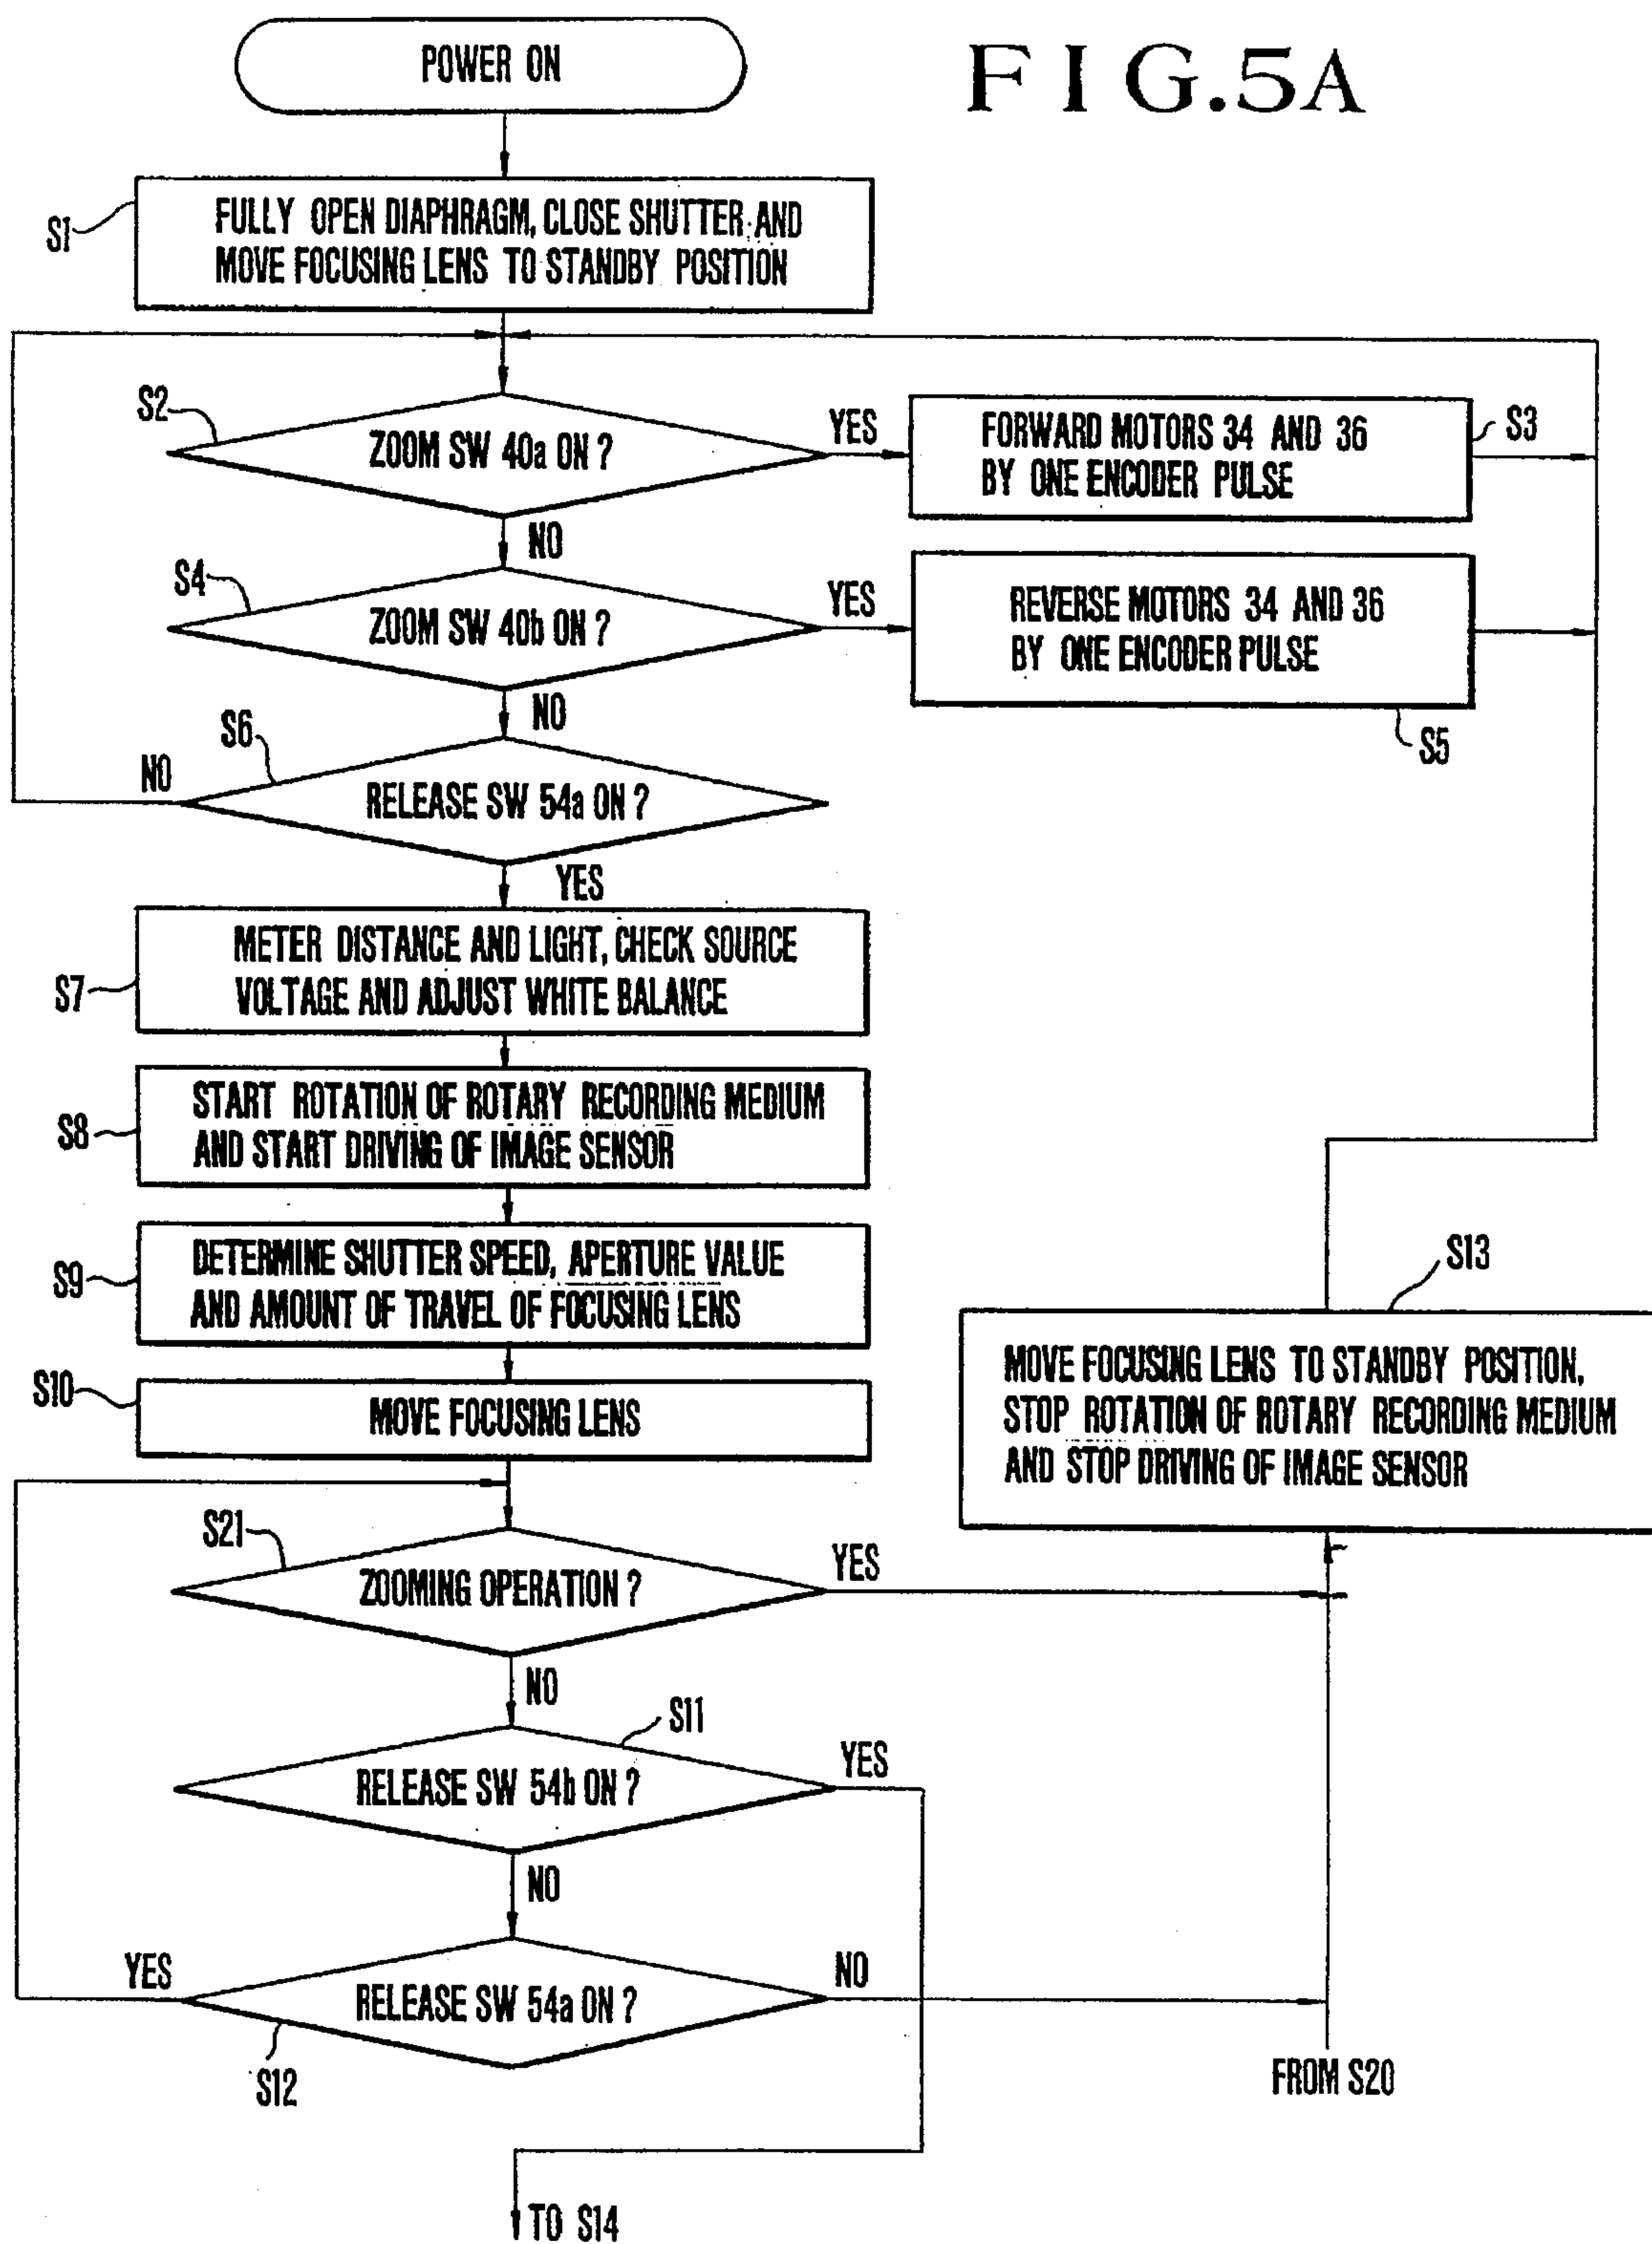 POWER ON
FIG.5A
S1
FULLY OPEN DIAPHRAGM, CLOSE SHUTTER AND
MOVE FOCUSING LENS TO STANDBY POSITION
S2
ZOOM SW 40a ON ?
YES
FORWARD MOTORS 34 AND 36
BY ONE ENCODER PULSE
S3
NO
S4
ZOOM SW 40b ON ?
YES
REVERSE MOTORS 34 AND 36
BY ONE ENCODER PULSE
S5
NO
S6
NO
RELEASE SW 54a ON ?
YES
METER DISTANCE AND LIGHT, CHECK SOURCE
VOLTAGE AND ADJUST WHITE BALANCE
S7
START ROTATION OF ROTARY RECORDING MEDIUM
AND START DRIVING OF IMAGE SENSOR
S8
DETERMINE SHUTTER SPEED, APERTURE VALUE
AND AMOUNT OF TRAVEL OF FOCUSING LENS
S9
S10
MOVE FOCUSING LENS
S13
MOVE FOCUSING LENS TO STANDBY POSITION,
STOP ROTATION OF ROTARY RECORDING MEDIUM
AND STOP DRIVING OF IMAGE SENSOR
S21
ZOOMING OPERATION ?
YES
NO
S11
RELEASE SW 54b ON ?
YES
NO
YES
RELEASE SW 54a ON ?
NO
S12
FROM S20
TO S14